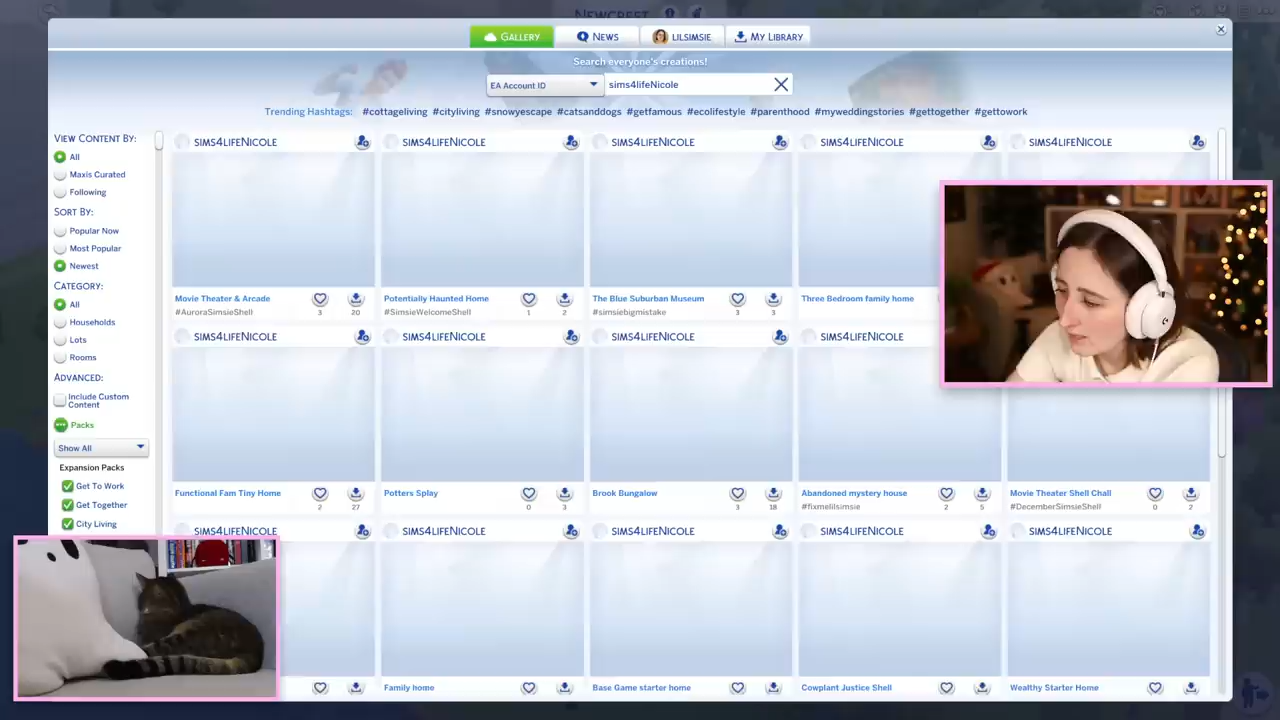 NEWCREST
GALLERY
NEWS
LILSIMSIE
MY LIBRARY
Search everyone's creations!
EA Account ID
sims4lifeNicole
Trending Hashtags: #cottageliving #cityliving #snowyescape #catsanddogs #getfamous #ecolifestyle #parenthood #myweddingstories #gettogether #gettowork
VIEW CONTENT BY:
All
Maxis Curated
Following
SORT BY:
Popular Now
Most Popular
Newest
CATEGORY:
All
Households
Lots
Rooms
ADVANCED:
Include Custom
Content
Packs
Show All
Expansion Packs
Get To Work
Get Together
City Living
SIMS4LIFENICOLE
SIMS4LIFENICOLE
SIMS4LIFENICOLE
SIMS4LIFENICOLE
SIMS4LIFENICOLE
Movie Theater & Arcade
#AuroraSimsieShell
3
20
Potentially Haunted Home
#SimsieWelcomeShell
1
2
The Blue Suburban Museum
#simsiebigmistake
3
3
Three Bedroom family home
SIMS4LIFENICOLE
SIMS4LIFENICOLE
SIMS4LIFENICOLE
SIMS4LIFENICOLE
Functional Fam Tiny Home
2
27
Potters Splay
0
3
Brook Bungalow
3
18
Abandoned mystery house
#fixmelilsimsie
2
5
Movie Theater Shell Chall
#DecemberSimsieShell
0
2
SIMS4LIFENICOLE
SIMS4LIFENICOLE
SIMS4LIFENICOLE
SIMS4LIFENICOLE
SIMS4LIFENICOLE
Family home
Base Game starter home
Cowplant Justice Shell
Wealthy Starter Home